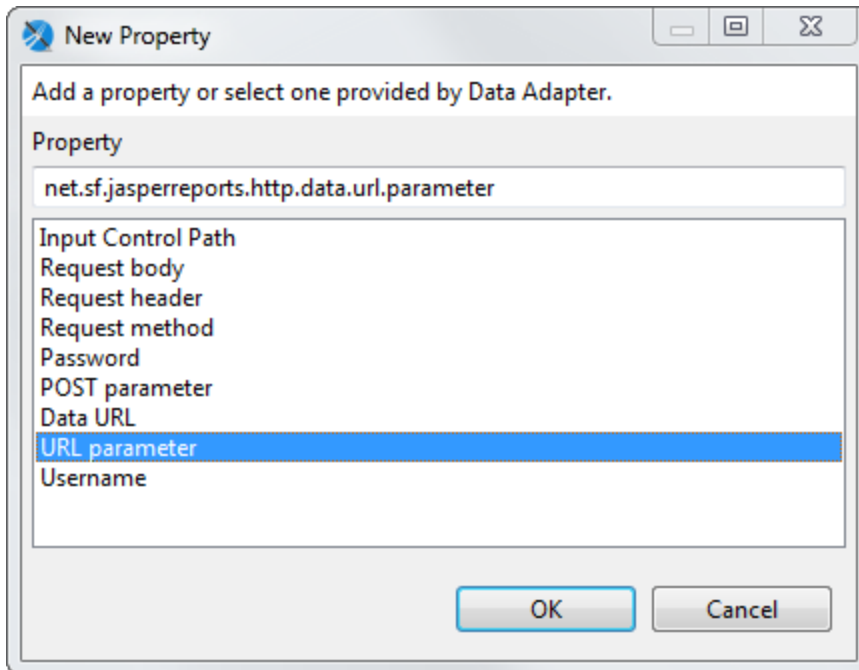 New Property
Add a property or select one provided by Data Adapter.
Property
net.sf.jasperreports.http.data.url.parameter
Input Control Path
Request body
Request header
Request method
Password
POST parameter
Data URL
URL parameter
Username
OK Cancel